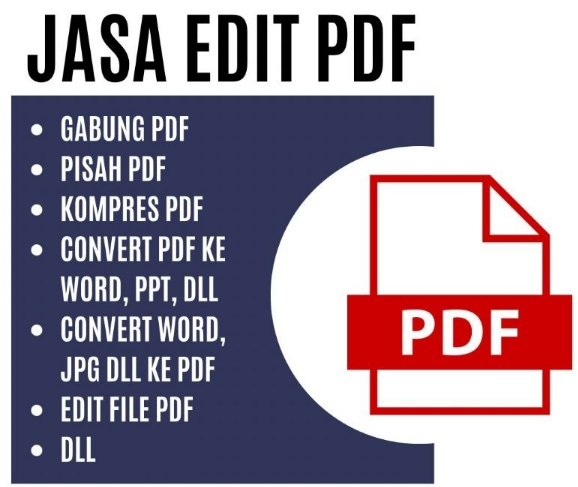 JASA EDIT PDF
• GABUNG PDF
• PISAH PDF
• KOMPRES PDF
• CONVERT PDF KE
WORD, PPT, DLL
• CONVERT WORD,
JPG DLL KE PDF
• EDIT FILE PDF
• DLL
PDF